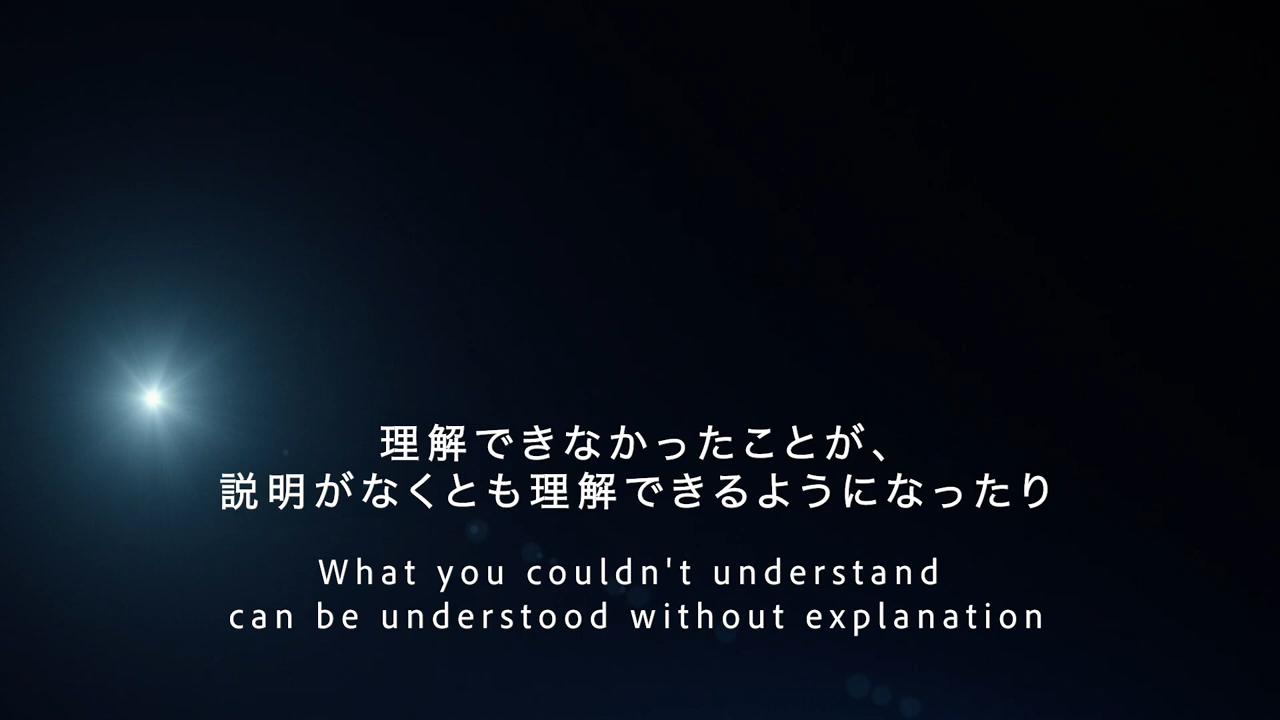 理解できなかったことが、
説明がなくとも理解できるようになったり
What you couldn't understand
can be understood without explanation